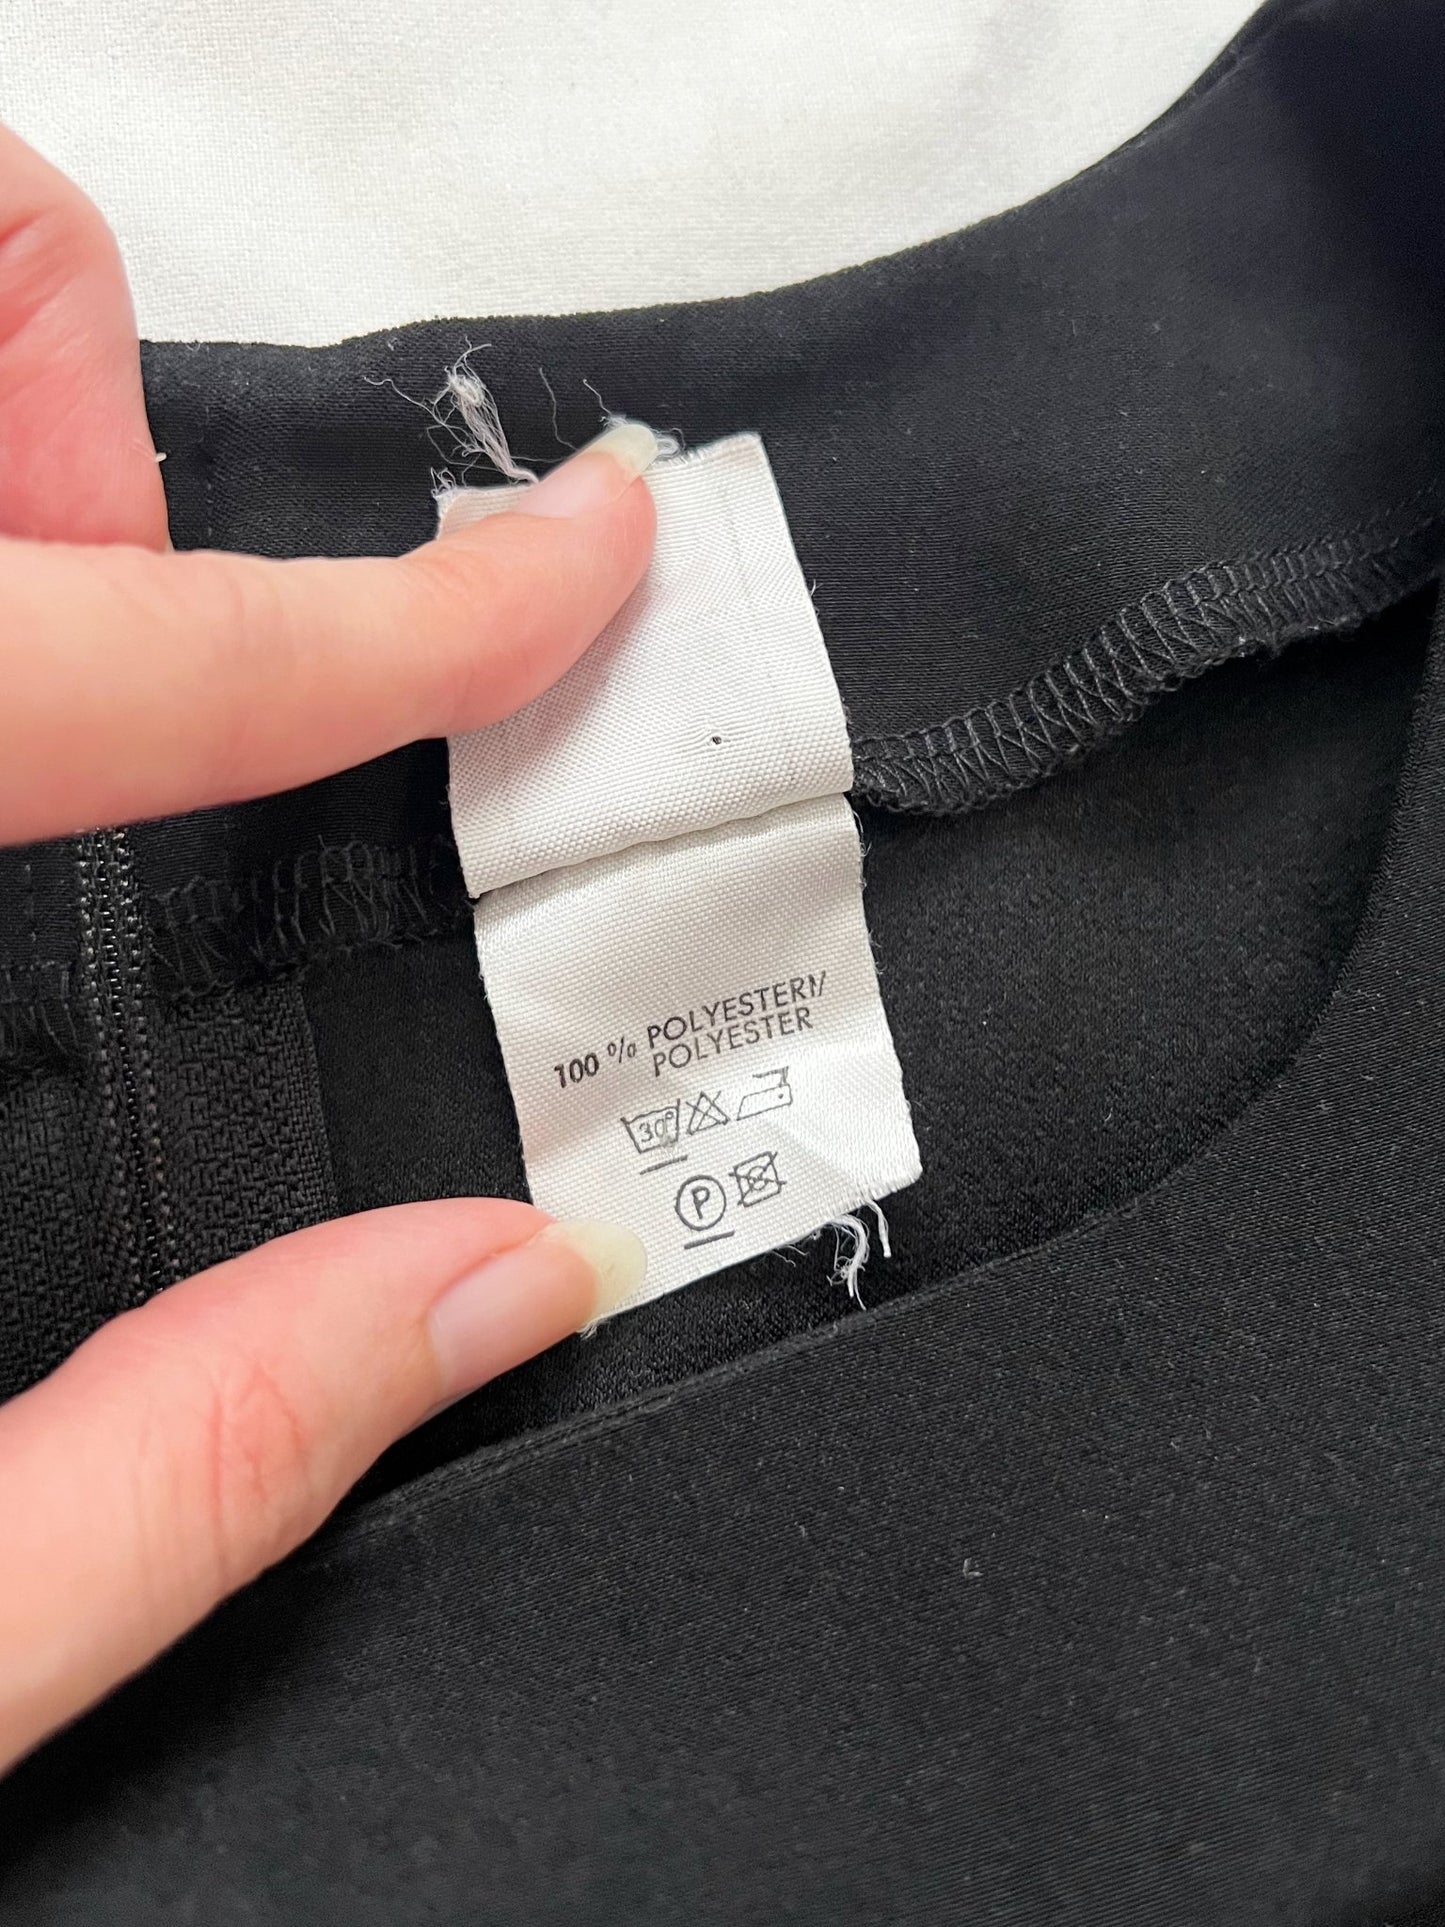 100 % POLYESTERI/
POLYESTER
30°
P